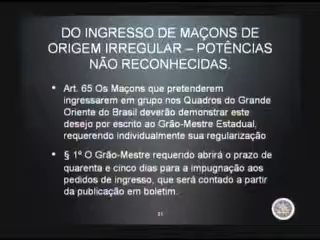 DO INGRESSO DE MAÇONS DE
ORIGEM IRREGULAR – POTÊNCIAS
NÃO RECONHECIDAS.
• Art. 65 Os Maçons que pretenderem
ingressarem em grupo nos Quadros do Grande
Oriente do Brasil deverão demonstrar este
desejo por escrito ao Grão-Mestre Estadual,
requerendo individualmente sua regularização
• § 1º O Grão-Mestre requerido abrirá o prazo de
quarenta e cinco dias para a impugnação aos
pedidos de ingresso, que será contado a partir
da publicação em boletim.